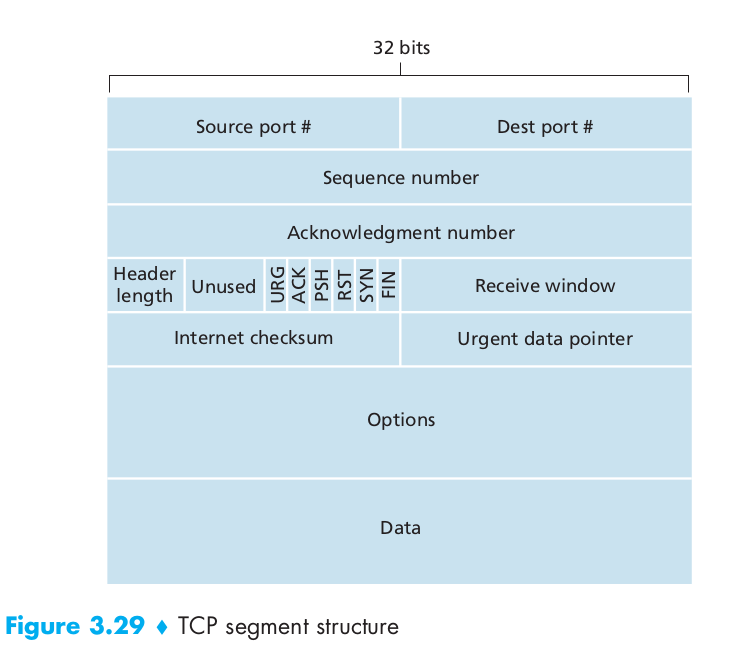 32 bits
Source port # Dest port #
Sequence number
Acknowledgment number
Header length Unused URG ACK PSH RST SYN FIN Receive window
Internet checksum Urgent data pointer
Options
Data
Figure 3.29 ♦ TCP segment structure